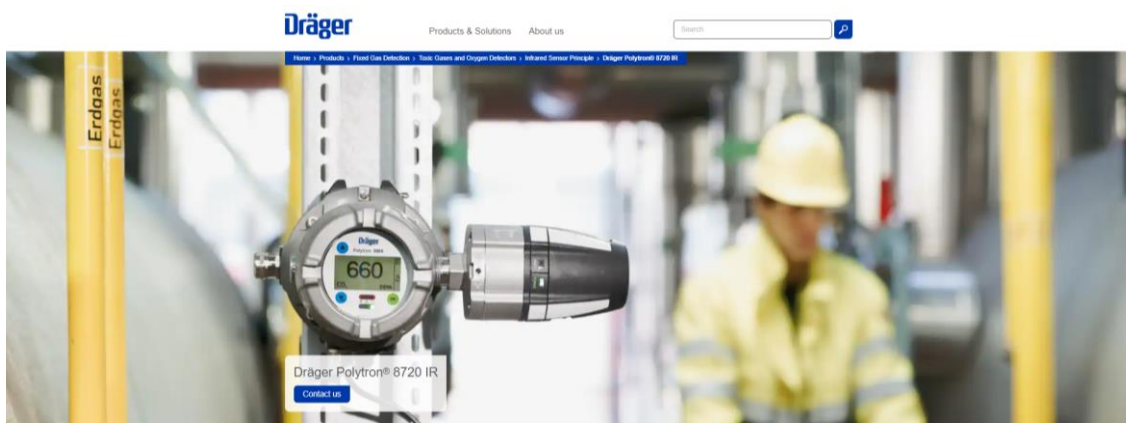 Dräger
Products & Solutions
About us
Search
Home › Products › Fixed Gas Detection › Toxic Gases and Oxygen Detectors › Infrared Sensor Principle › Dräger Polytron® 8720 IR
Erdgas
Erdgas
Dräger
660
Dräger Polytron® 8720 IR
Contact us